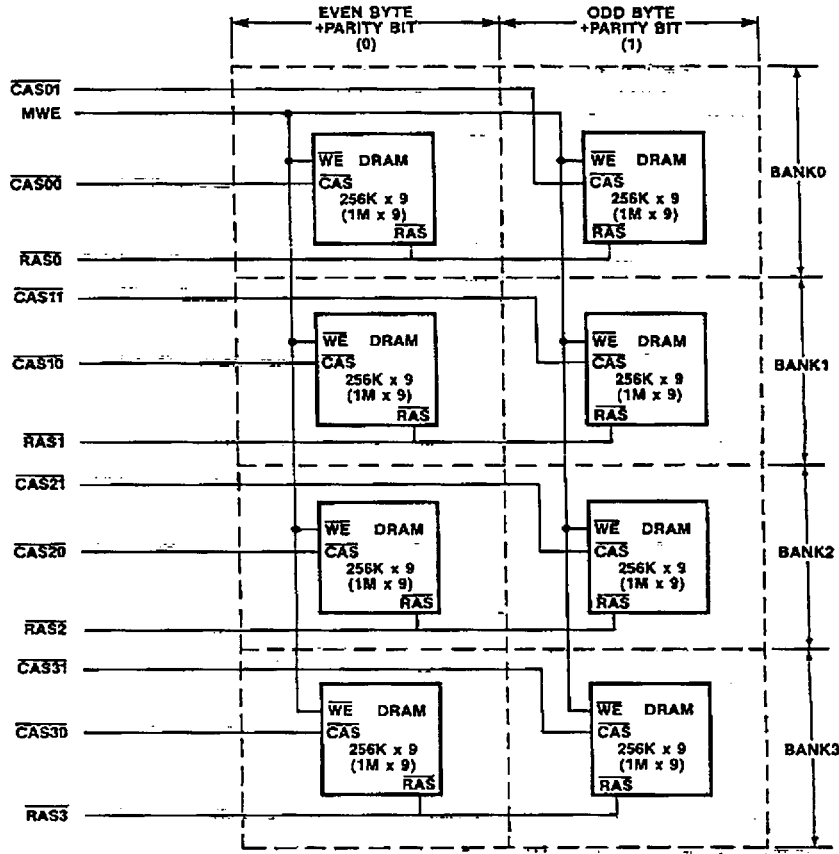 EVEN BYTE
+PARITY BIT
(0)
ODD BYTE
+PARITY BIT
(1)
CAS01
MWE
WE DRAM
CAS
256K x 9
(1M x 9)
RAS
WE DRAM
CAS
256K x 9
(1M x 9)
RAS
CAS00
RAS0
BANK0
CAS11
WE DRAM
CAS
256K x 9
(1M x 9)
RAS
WE DRAM
CAS
256K x 9
(1M x 9)
RAS
CAS10
RAS1
BANK1
CAS21
WE DRAM
CAS
256K x 9
(1M x 9)
RAS
WE DRAM
CAS
256K x 9
(1M x 9)
RAS
CAS20
RAS2
BANK2
CAS31
WE DRAM
CAS
256K x 9
(1M x 9)
RAS
WE DRAM
CAS
256K x 9
(1M x 9)
RAS
CAS30
RAS3
BANK3